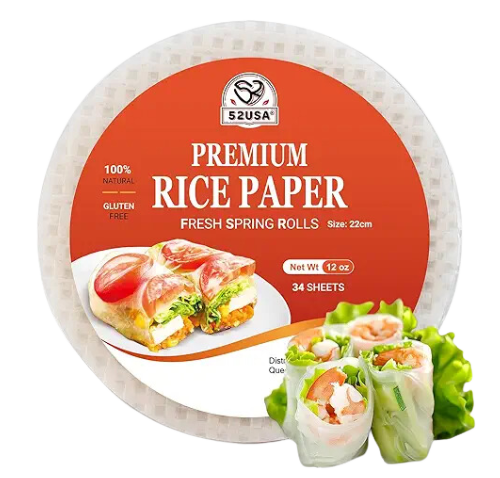 52USA®
PREMIUM
RICE PAPER
100%
NATURAL
GLUTEN
FREE
FRESH SPRING ROLLS Size: 22cm
Net Wt 12 oz
34 SHEETS